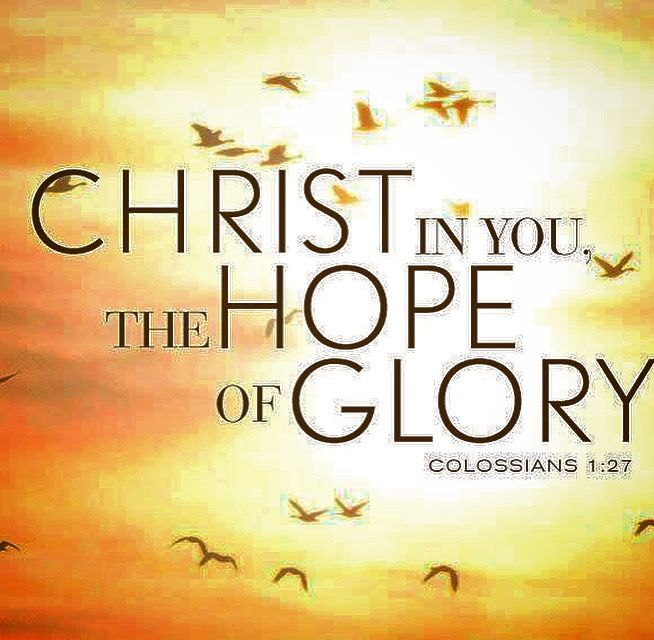 CHRIST IN YOU,
THE HOPE
OF GLORY
COLOSSIANS 1:27